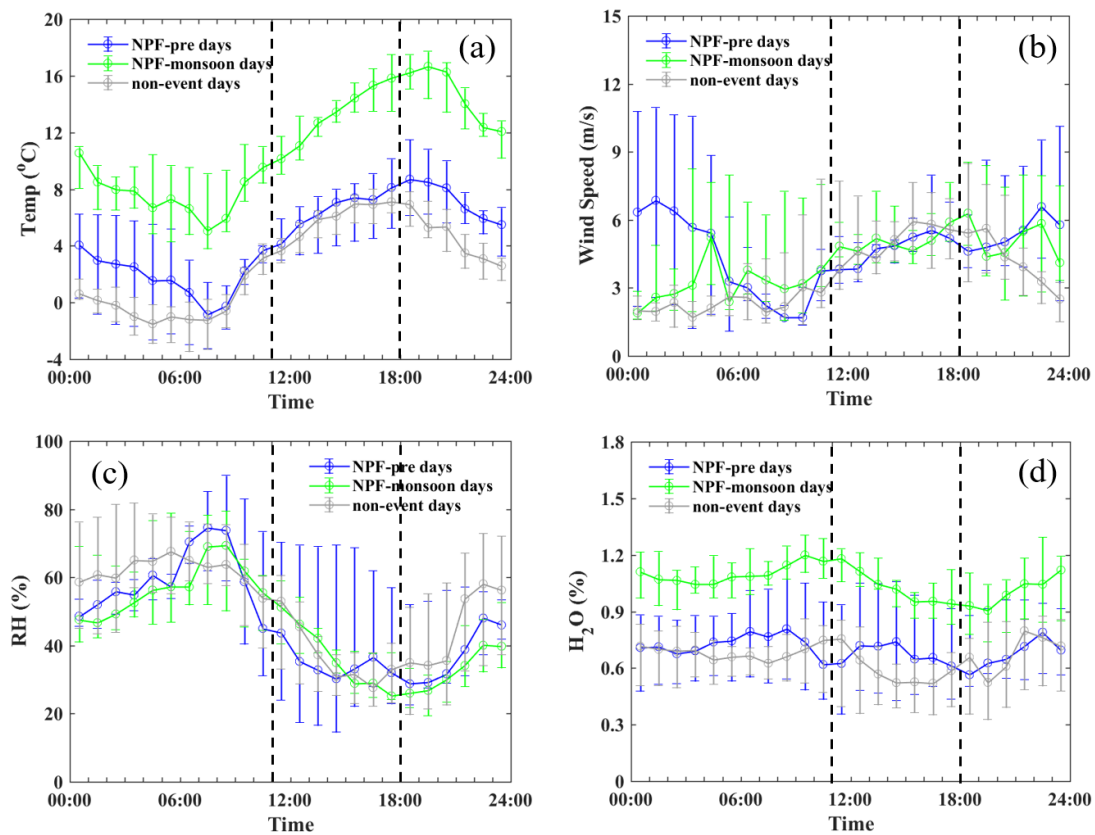 (a)
NPF-pre days
NPF-monsoon days
non-event days
20
16
12
8
4
0
-4
Temp (°C)
00:00 06:00 12:00 18:00 24:00
Time
(b)
NPF-pre days
NPF-monsoon days
non-event days
15
12
9
6
3
0
Wind Speed (m/s)
00:00 06:00 12:00 18:00 24:00
Time
(c)
NPF-pre days
NPF-monsoon days
non-event days
100
80
60
40
20
0
RH (%)
00:00 06:00 12:00 18:00 24:00
Time
(d)
NPF-pre days
NPF-monsoon days
non-event days
1.8
1.5
1.2
0.9
0.6
0.3
0
H₂O (%)
00:00 06:00 12:00 18:00 24:00
Time